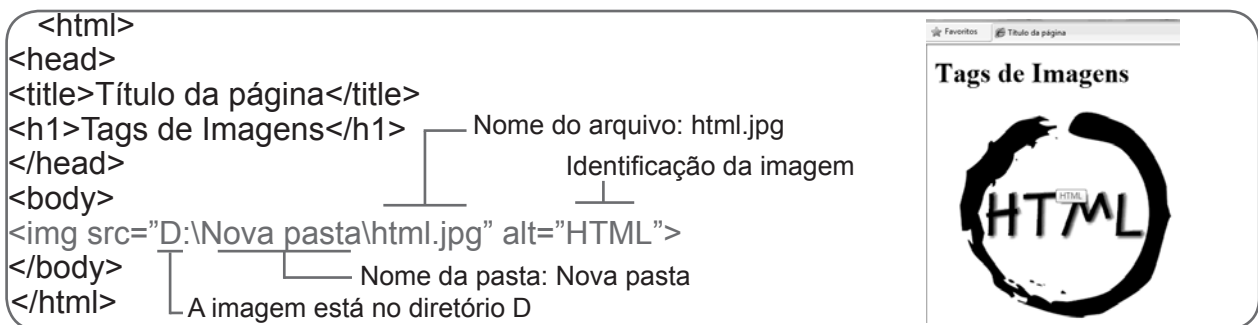 <html>
<head>
<title>Título da página</title>
<h1>Tags de Imagens</h1>
Nome do arquivo: html.jpg
</head>
Identificação da imagem
<body>
<img src=”D:\Nova pasta\html.jpg” alt=”HTML”>
</body>
Nome da pasta: Nova pasta
</html>
A imagem está no diretório D
Favoritos
Título da página
Tags de Imagens
HTML
HTML